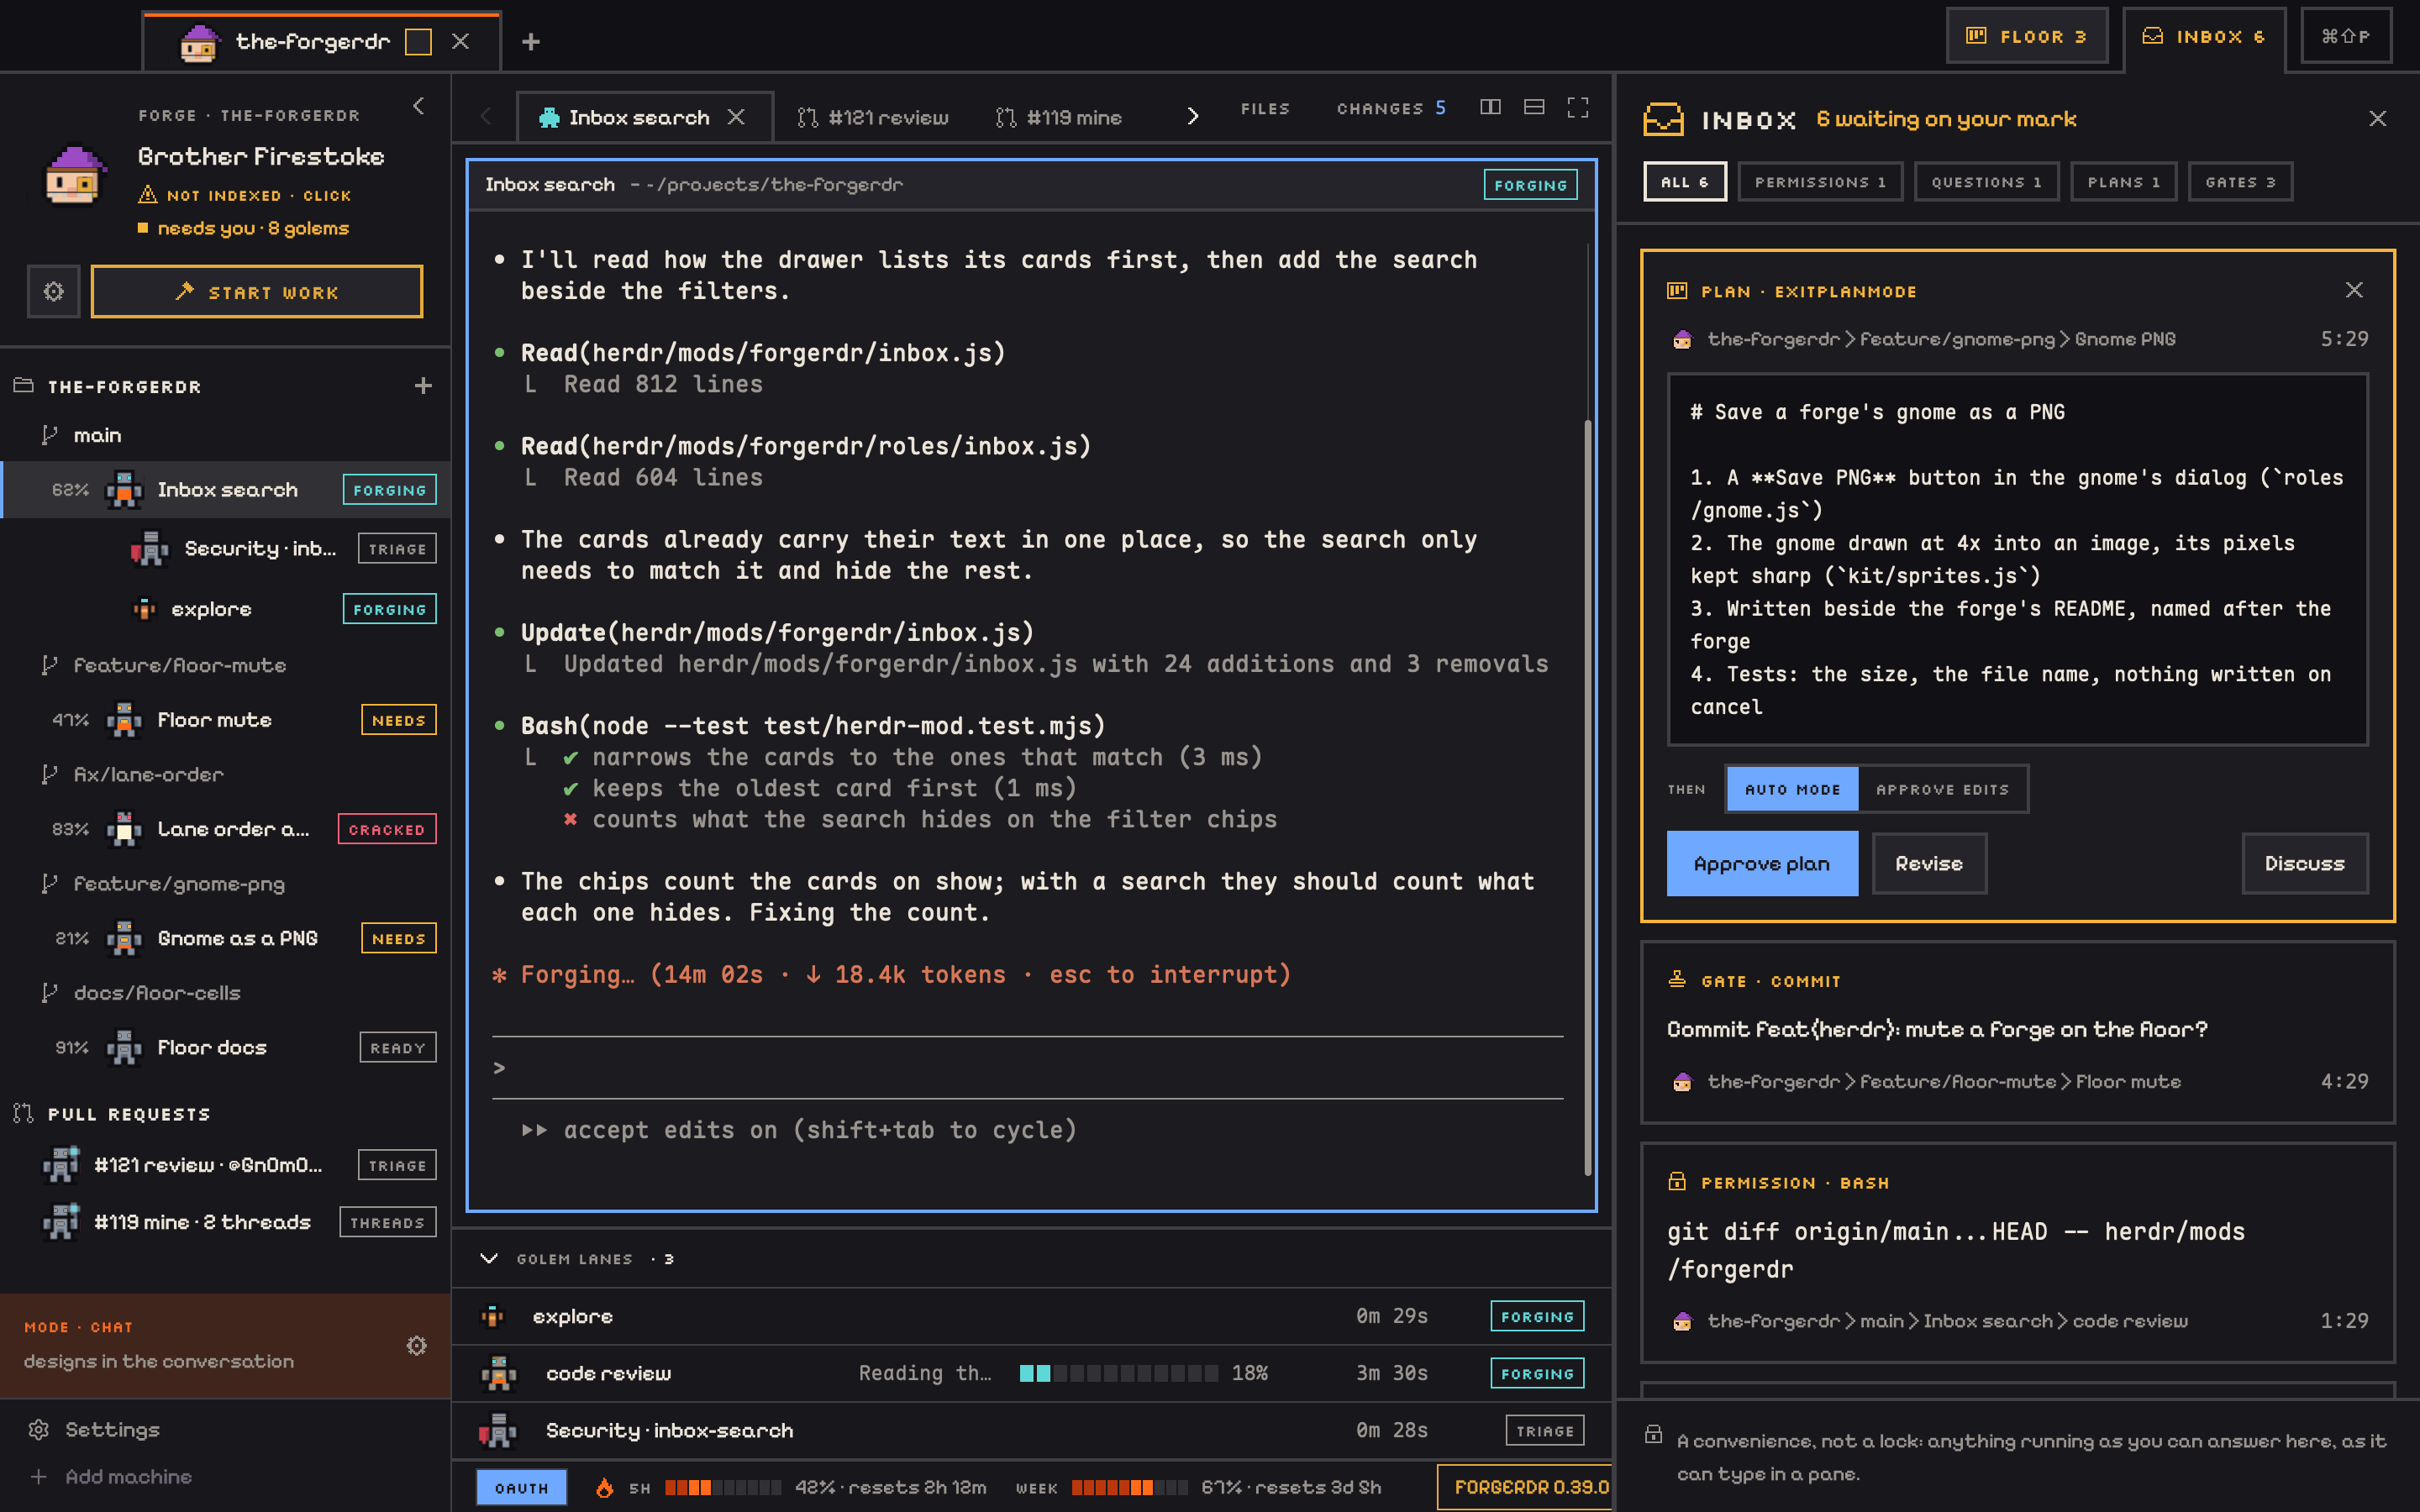 the-forgerdr
FLOOR 3
INBOX 6
⌘⇧P
FORGE · THE-FORGERDR
Brother Firestoke
NOT INDEXED · CLICK
needs you · 8 golems
START WORK
THE-FORGERDR
main
62% Inbox search FORGING
Security · inb... TRIAGE
explore FORGING
feature/floor-mute
47% Floor mute NEEDS
fix/lane-order
83% Lane order a... CRACKED
feature/gnome-png
21% Gnome as a PNG NEEDS
docs/floor-cells
91% Floor docs READY
PULL REQUESTS
#121 review · @Gn0m0... TRIAGE
#119 mine · 2 threads THREADS
MODE · CHAT
designs in the conversation
Settings
Add machine
Inbox search
#121 review
#119 mine
FILES
CHANGES 5
Inbox search - ~/projects/the-forgerdr FORGING
• I'll read how the drawer lists its cards first, then add the search
beside the filters.
• Read(herdr/mods/forgerdr/inbox.js)
L Read 812 lines
• Read(herdr/mods/forgerdr/roles/inbox.js)
L Read 604 lines
• The cards already carry their text in one place, so the search only
needs to match it and hide the rest.
• Update(herdr/mods/forgerdr/inbox.js)
L Updated herdr/mods/forgerdr/inbox.js with 24 additions and 3 removals
• Bash(node --test test/herdr-mod.test.mjs)
L ✔ narrows the cards to the ones that match (3 ms)
✔ keeps the oldest card first (1 ms)
✖ counts what the search hides on the filter chips
• The chips count the cards on show; with a search they should count what
each one hides. Fixing the count.
* Forging… (14m 02s · ↓ 18.4k tokens · esc to interrupt)
>
▸▸ accept edits on (shift+tab to cycle)
GOLEM LANES · 3
explore 0m 29s FORGING
code review Reading th… 18% 3m 30s FORGING
Security · inbox-search 0m 28s TRIAGE
OAUTH 5H 42% · resets 2h 12m WEEK 67% · resets 3d 8h FORGERDR 0.39.0
INBOX 6 waiting on your mark
ALL 6 PERMISSIONS 1 QUESTIONS 1 PLANS 1 GATES 3
PLAN · EXITPLANMODE
the-forgerdr > feature/gnome-png > Gnome PNG 5:29
# Save a forge's gnome as a PNG
1. A **Save PNG** button in the gnome's dialog (`roles
/gnome.js`)
2. The gnome drawn at 4x into an image, its pixels
kept sharp (`kit/sprites.js`)
3. Written beside the forge's README, named after the
forge
4. Tests: the size, the file name, nothing written on
cancel
THEN AUTO MODE APPROVE EDITS
Approve plan Revise Discuss
GATE · COMMIT
Commit feat(herdr): mute a forge on the floor?
the-forgerdr > feature/floor-mute > Floor mute 4:29
PERMISSION · BASH
git diff origin/main...HEAD -- herdr/mods
/forgerdr
the-forgerdr > main > Inbox search > code review 1:29
A convenience, not a lock: anything running as you can answer here, as it
can type in a pane.